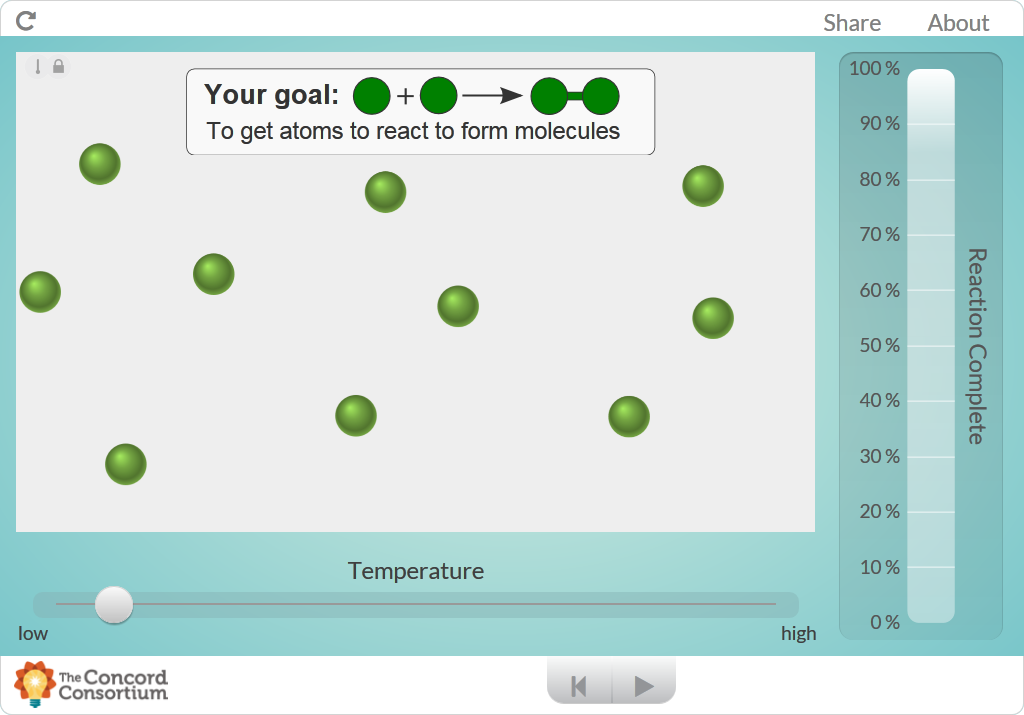 Share About
Your goal: +
To get atoms to react to form molecules
100 %
90 %
80 %
70 %
60 %
50 %
40 %
30 %
20 %
10 %
0 %
Reaction Complete
Temperature
low high
The Concord
Consortium